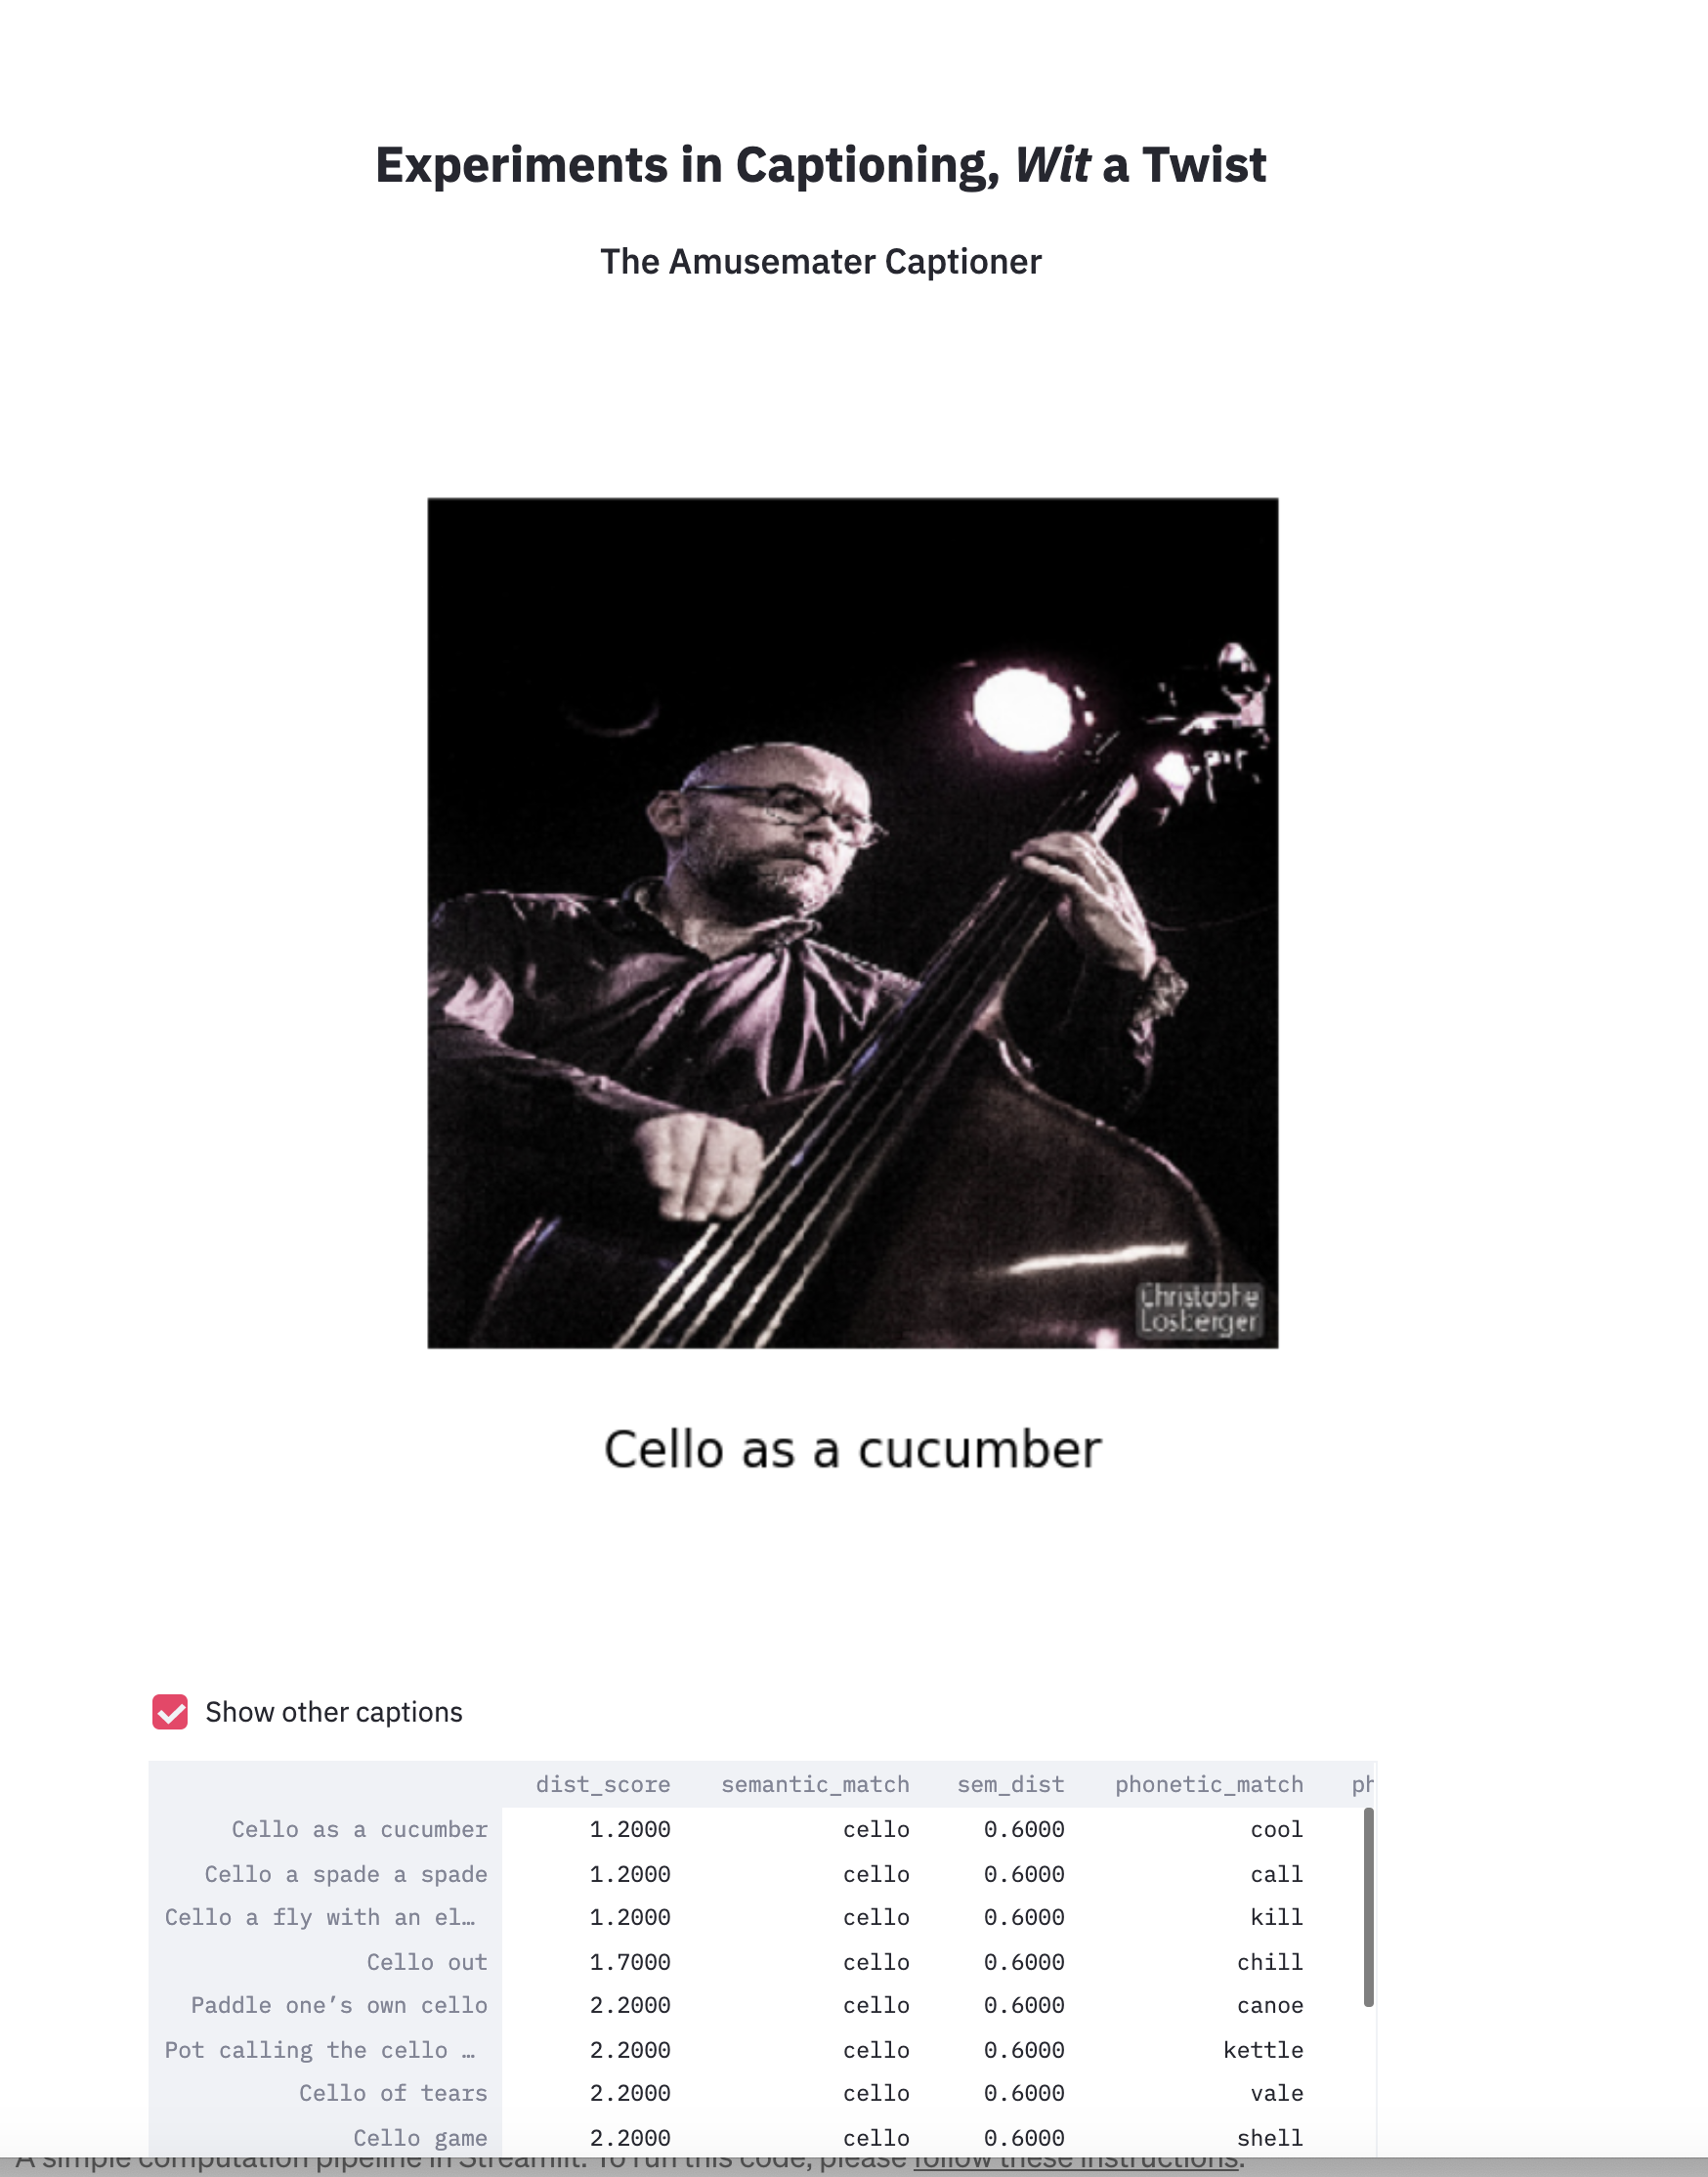 Experiments in Captioning, Wit a Twist
The Amusemater Captioner
Christophe
Losberger
Cello as a cucumber
Show other captions
dist_score semantic_match sem_dist phonetic_match ph
Cello as a cucumber 1.2000 cello 0.6000 cool
Cello a spade a spade 1.2000 cello 0.6000 call
Cello a fly with an el… 1.2000 cello 0.6000 kill
Cello out 1.7000 cello 0.6000 chill
Paddle one’s own cello 2.2000 cello 0.6000 canoe
Pot calling the cello … 2.2000 cello 0.6000 kettle
Cello of tears 2.2000 cello 0.6000 vale
Cello game 2.2000 cello 0.6000 shell
A simple computation pipeline in Streamlit. To run this code, please follow these instructions.